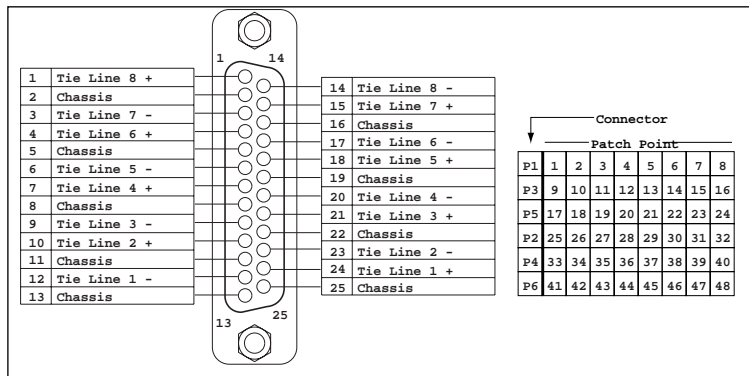 1 14
1 Tie Line 8 +
2 Chassis
3 Tie Line 7 -
4 Tie Line 6 +
5 Chassis
6 Tie Line 5 -
7 Tie Line 4 +
8 Chassis
9 Tie Line 3 -
10 Tie Line 2 +
11 Chassis
12 Tie Line 1 -
13 Chassis
14 Tie Line 8 -
15 Tie Line 7 +
16 Chassis
17 Tie Line 6 -
18 Tie Line 5 +
19 Chassis
20 Tie Line 4 -
21 Tie Line 3 +
22 Chassis
23 Tie Line 2 -
24 Tie Line 1 +
25 Chassis
13 25
Connector
Patch Point
P1 1 2 3 4 5 6 7 8
P3 9 10 11 12 13 14 15 16
P5 17 18 19 20 21 22 23 24
P2 25 26 27 28 29 30 31 32
P4 33 34 35 36 37 38 39 40
P6 41 42 43 44 45 46 47 48